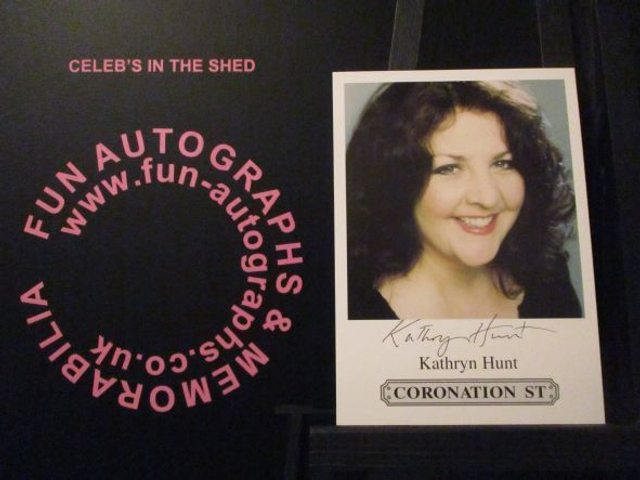 CELEB'S IN THE SHED
FUN AUTOGRAPHS & MEMORABILIA
www.fun-autographs.co.uk
Kathryn Hunt
Kathryn Hunt
CORONATION ST.